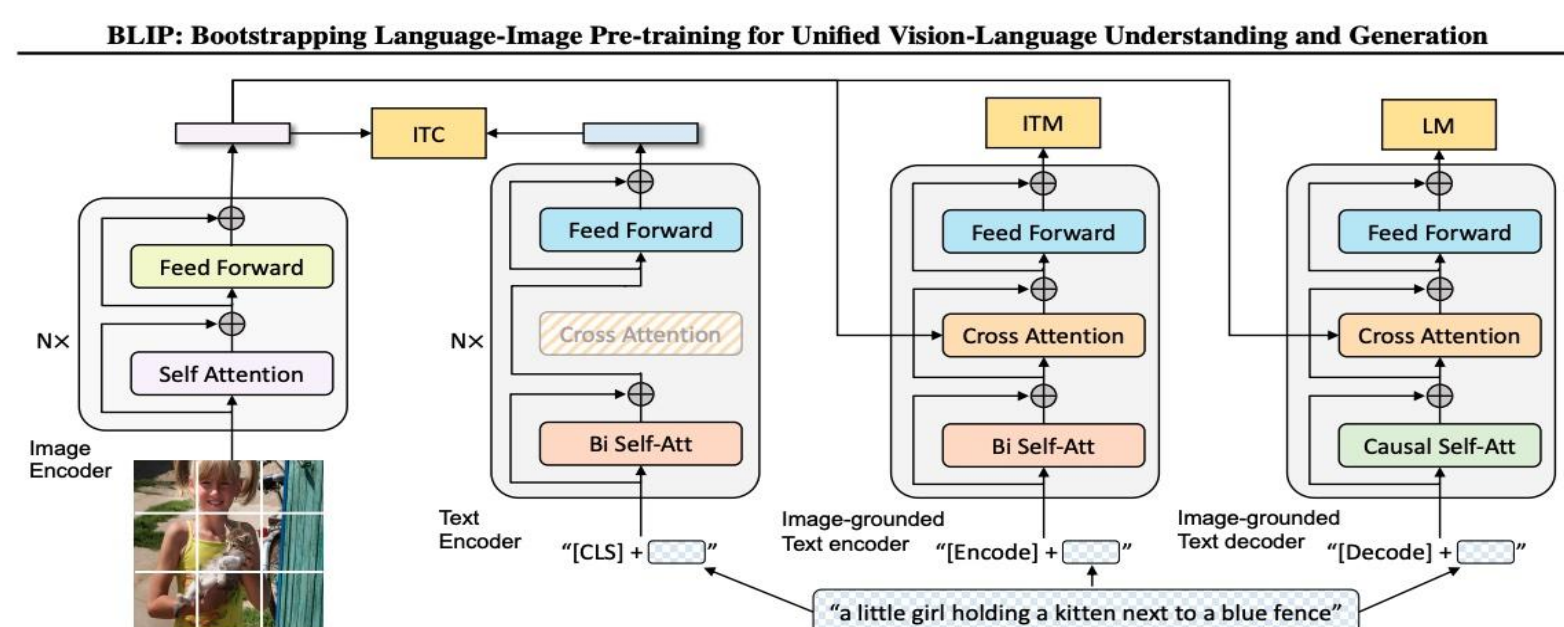 BLIP: Bootstrapping Language-Image Pre-training for Unified Vision-Language Understanding and Generation
ITC
ITM
LM
Feed Forward
Self Attention
N×
Image
Encoder
Feed Forward
Cross Attention
Bi Self-Att
N×
Text
Encoder
“[CLS] + ”
Feed Forward
Cross Attention
Bi Self-Att
Image-grounded
Text encoder
“[Encode] + ”
Feed Forward
Cross Attention
Causal Self-Att
Image-grounded
Text decoder
“[Decode] + ”
“a little girl holding a kitten next to a blue fence”